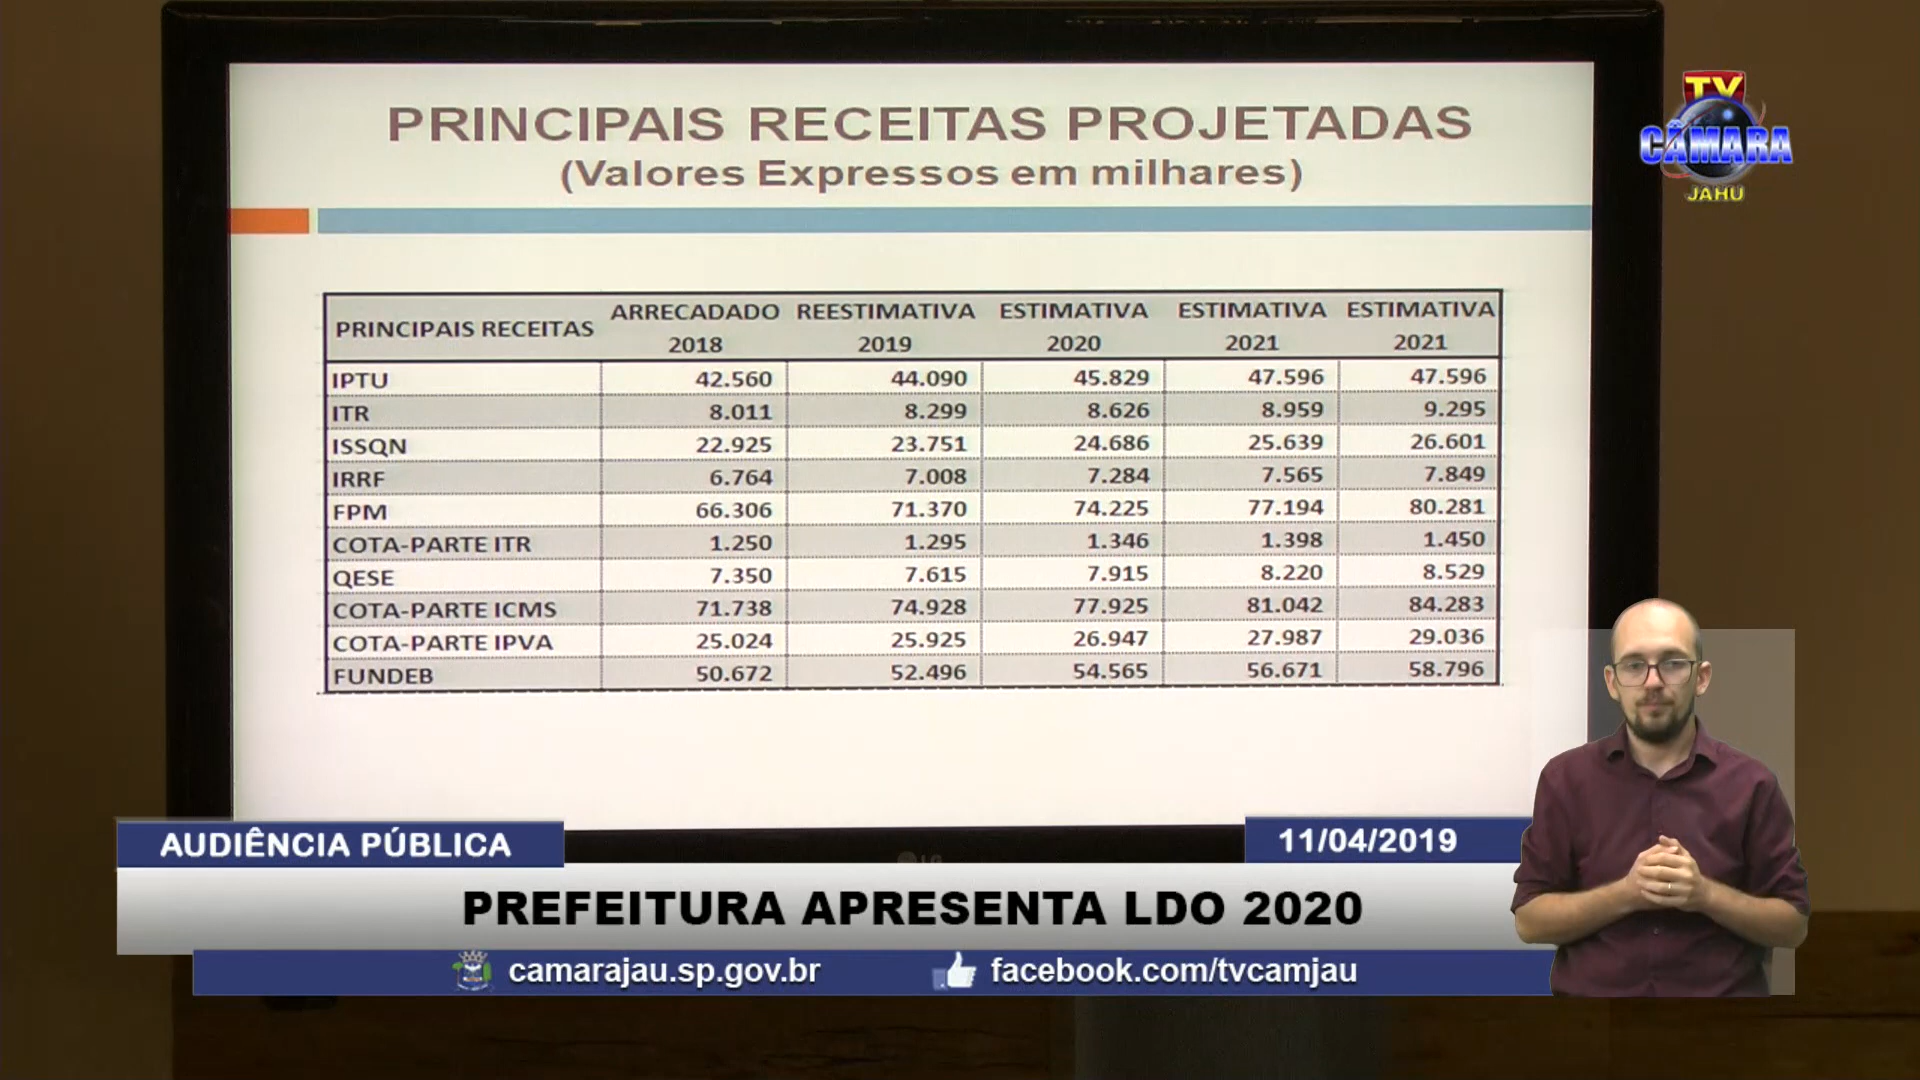 PRINCIPAIS RECEITAS PROJETADAS
(Valores Expressos em milhares)
TV
CÂMARA
JAHU
PRINCIPAIS RECEITAS ARRECADADO 2018 REESTIMATIVA 2019 ESTIMATIVA 2020 ESTIMATIVA 2021 ESTIMATIVA 2021
IPTU 42.560 44.090 45.829 47.596 47.596
ITR 8.011 8.299 8.626 8.959 9.295
ISSQN 22.925 23.751 24.686 25.639 26.601
IRRF 6.764 7.008 7.284 7.565 7.849
FPM 66.306 71.370 74.225 77.194 80.281
COTA-PARTE ITR 1.250 1.295 1.346 1.398 1.450
QESE 7.350 7.615 7.915 8.220 8.529
COTA-PARTE ICMS 71.738 74.928 77.925 81.042 84.283
COTA-PARTE IPVA 25.024 25.925 26.947 27.987 29.036
FUNDEB 50.672 52.496 54.565 56.671 58.796
AUDIÊNCIA PÚBLICA
11/04/2019
LG
PREFEITURA APRESENTA LDO 2020
camarajau.sp.gov.br
facebook.com/tvcamjau